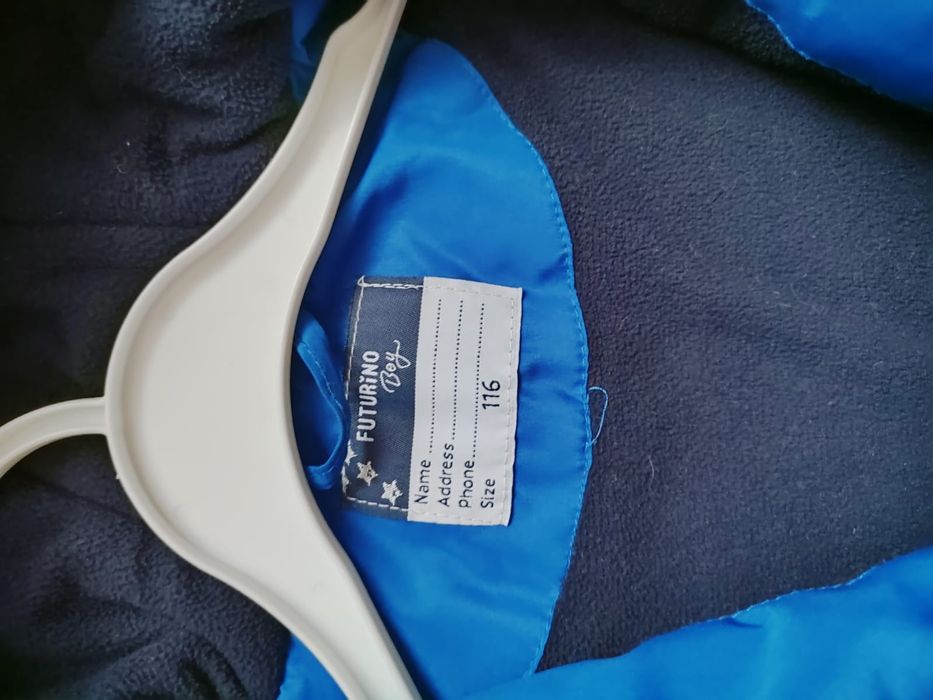 FUTURiNO
Boy
Name ..............................
Address ..............................
Phone ..............................
Size 116